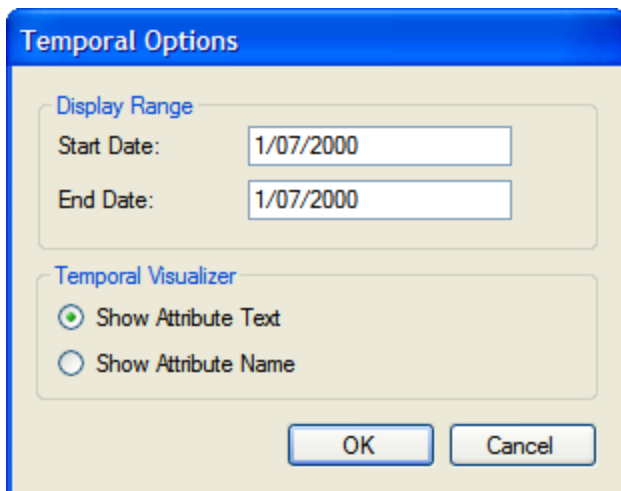 Temporal Options
Display Range
Start Date: 1/07/2000
End Date: 1/07/2000
Temporal Visualizer
Show Attribute Text
Show Attribute Name
OK Cancel